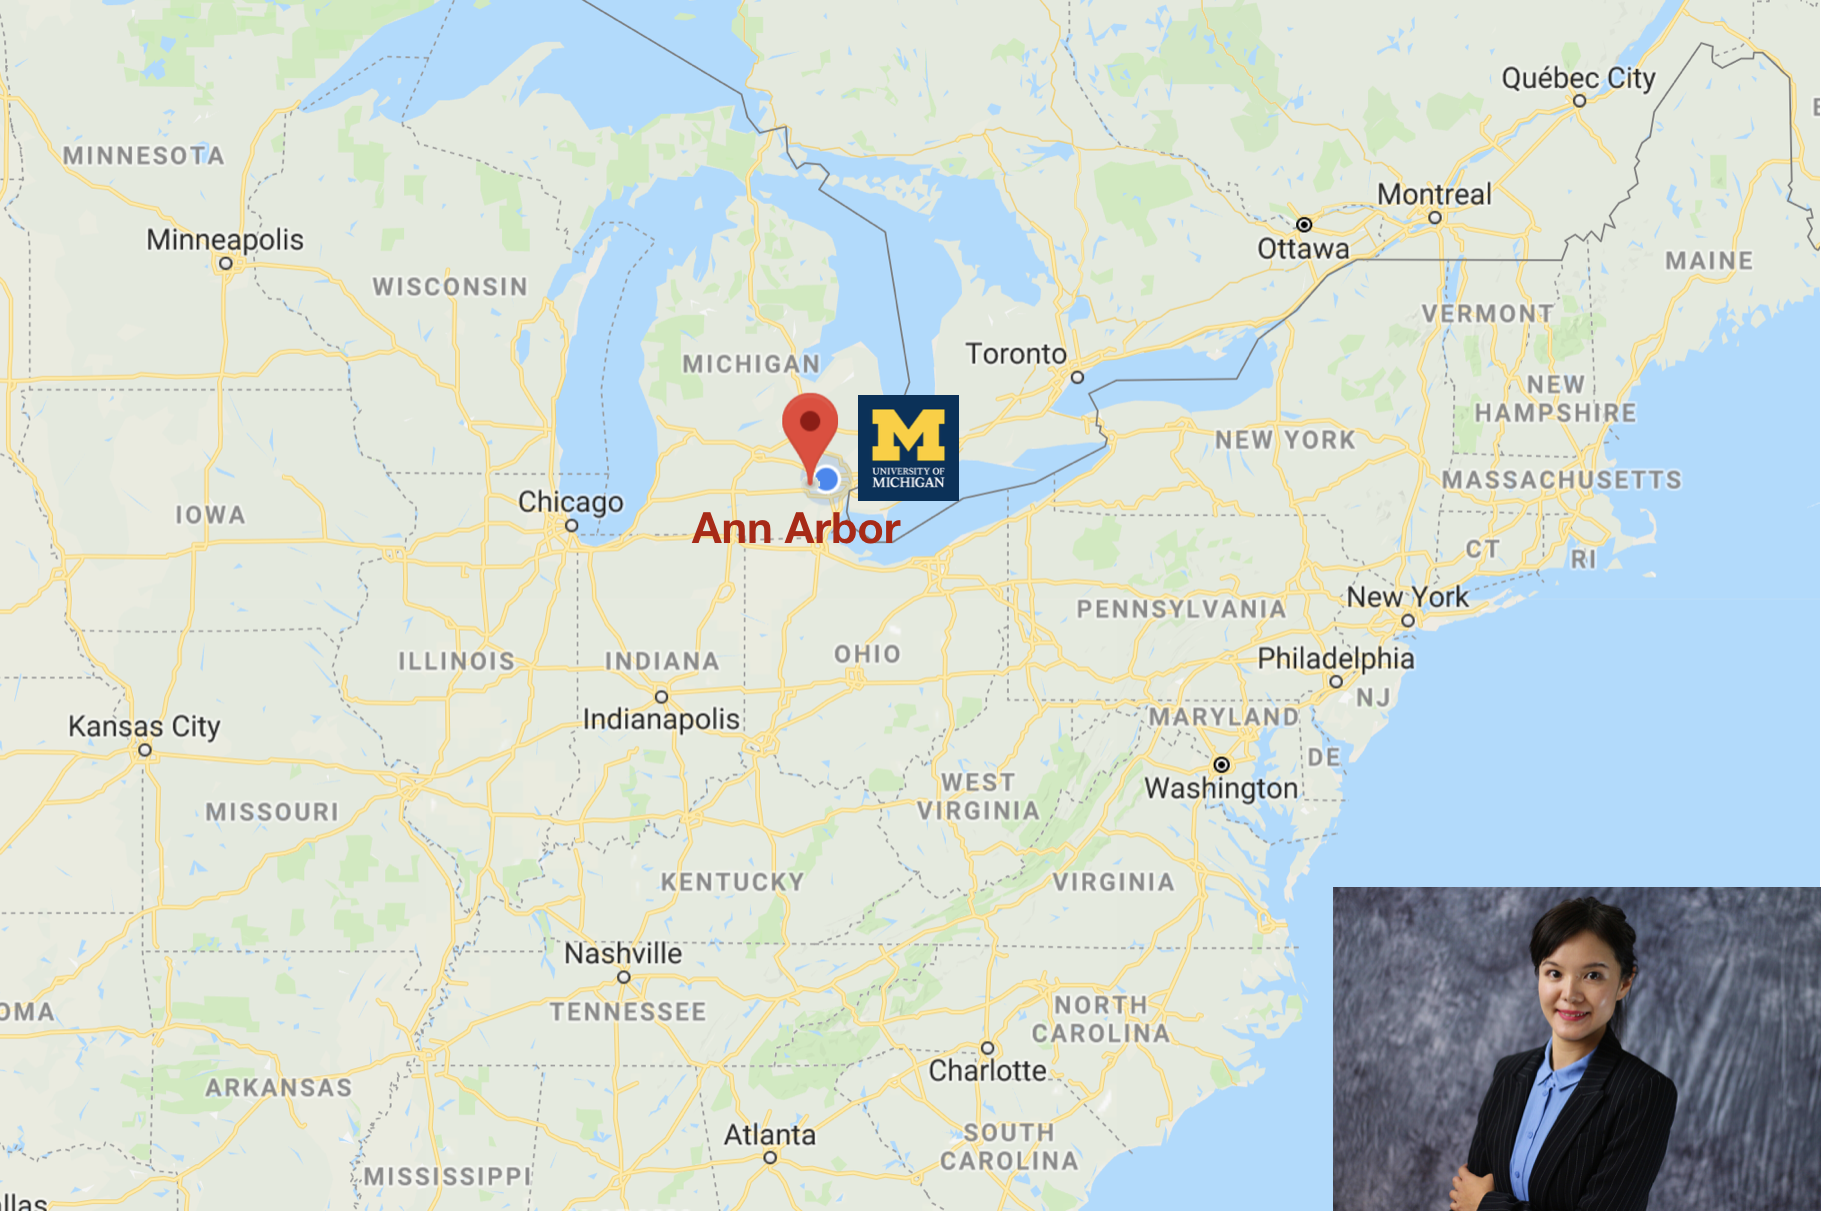 Québec City
MINNESOTA
Montreal
Minneapolis
Ottawa
MAINE
WISCONSIN
VERMONT
Toronto
MICHIGAN
NEW
HAMPSHIRE
NEW YORK
UNIVERSITY OF
MICHIGAN
MASSACHUSETTS
Chicago
IOWA
Ann Arbor
CT
RI
New York
PENNSYLVANIA
ILLINOIS
INDIANA
OHIO
Philadelphia
NJ
Indianapolis
Kansas City
MARYLAND
DE
WEST
VIRGINIA
Washington
MISSOURI
KENTUCKY
VIRGINIA
Nashville
TENNESSEE
OMA
NORTH
CAROLINA
Charlotte
ARKANSAS
Atlanta
SOUTH
CAROLINA
MISSISSIPPI
llas